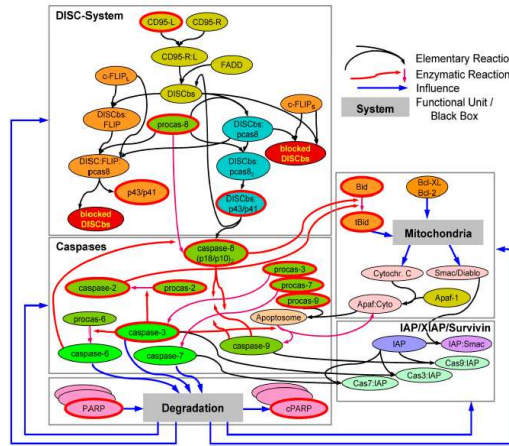 DISC-System
CD95-L
CD95-R
CD95-R:L
FADD
c-FLIPL
DISCbs
c-FLIPS
DISCbs:
FLIP
procas-8
DISCbs:
pcas8
blocked
DISCbs
DISC:FLIP:
pcas8
DISCbs:
pcas82
p43/p41
DISCbs:
p43/p41
blocked
DISCbs
Elementary Reaction
Enzymatic Reaction
Influence
System
Functional Unit /
Black Box
Bid
Bcl-XL
Bcl-2
tBid
Mitochondria
Cytochr. C
Smac/Diablo
Apaf:Cyto
Apaf-1
Caspases
caspase-8
(p18/p10)2
procas-3
caspase-2
procas-2
procas-7
procas-9
procas-6
caspase-3
Apoptosome
caspase-6
caspase-7
caspase-9
IAP/XIAP/Survivin
IAP
IAP:Smac
Cas9:IAP
Cas3:IAP
Cas7:IAP
PARP
Degradation
cPARP